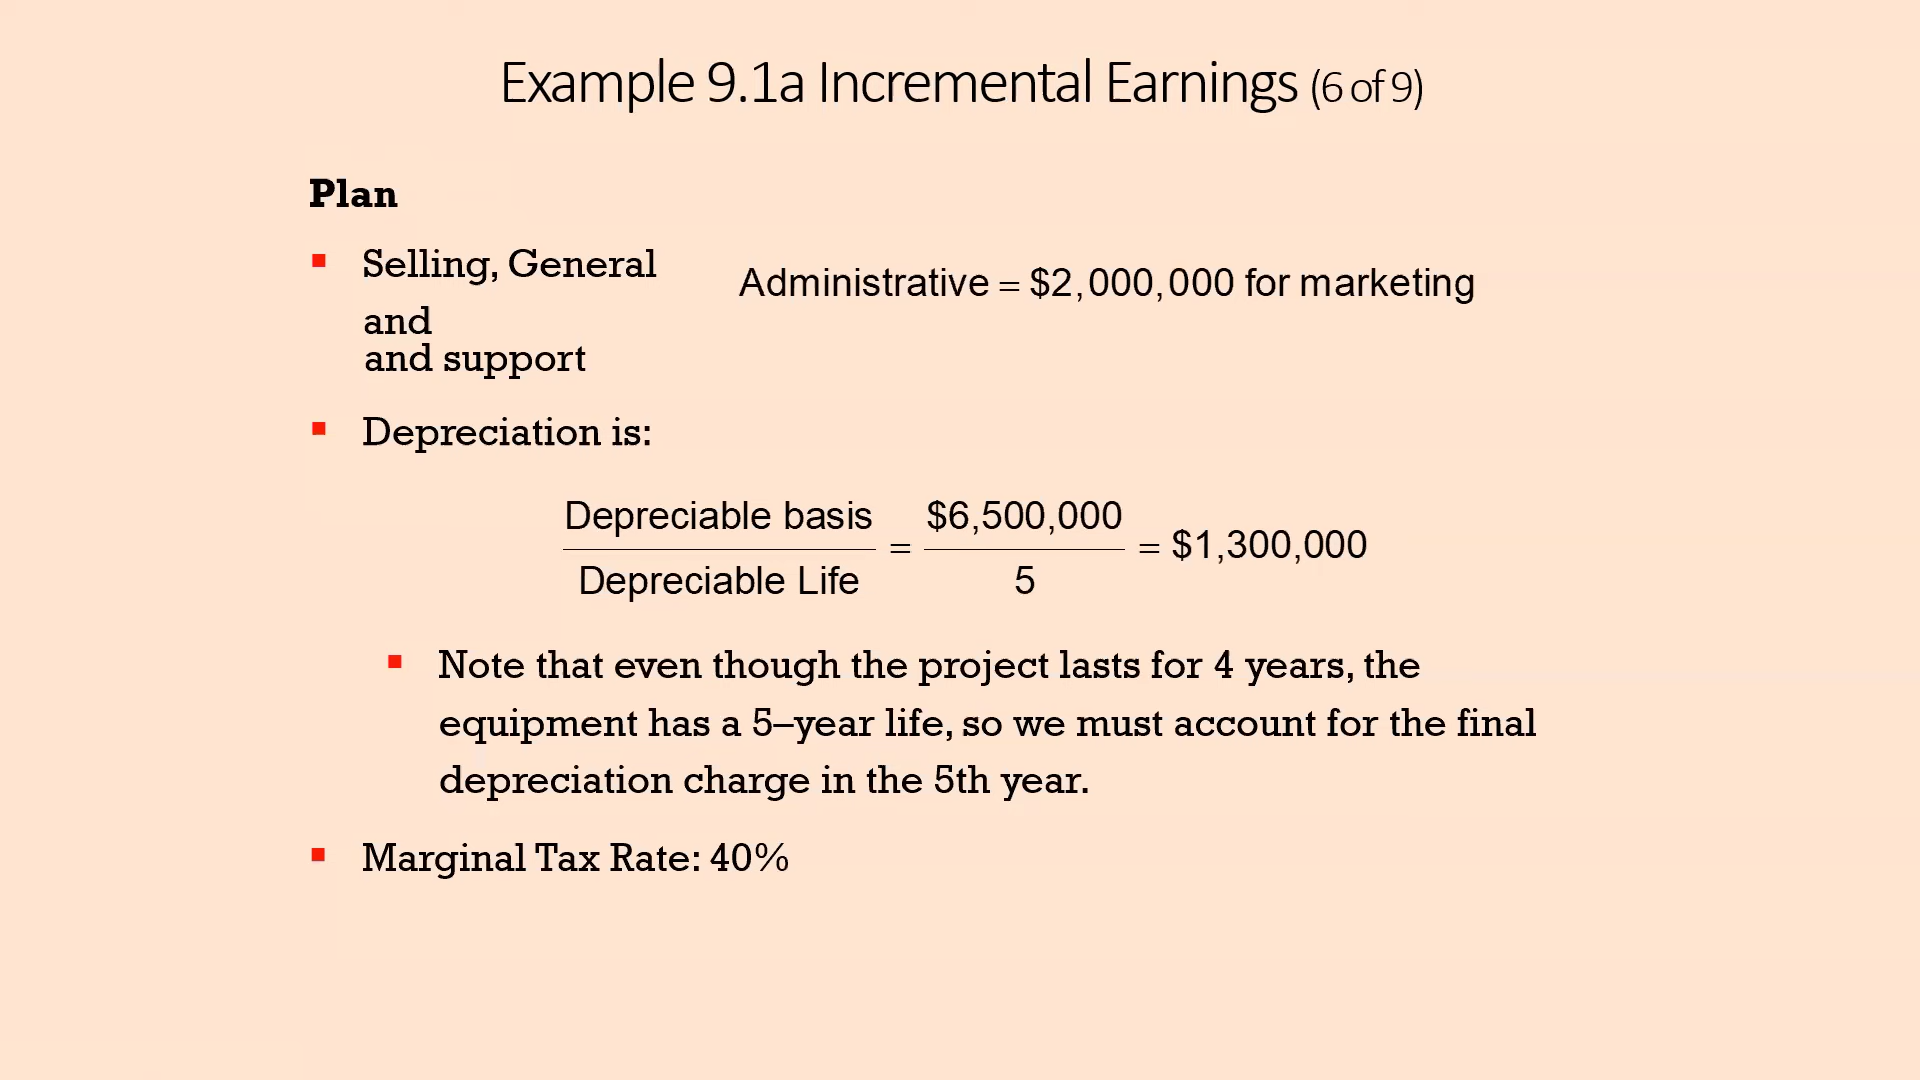 Example 9.1a Incremental Earnings (6 of 9)
Plan
▪ Selling, General
and
Administrative = $2,000,000 for marketing
and support
▪ Depreciation is:
Depreciable basis / Depreciable Life = $6,500,000 / 5 = $1,300,000
▪ Note that even though the project lasts for 4 years, the
equipment has a 5–year life, so we must account for the final
depreciation charge in the 5th year.
▪ Marginal Tax Rate: 40%